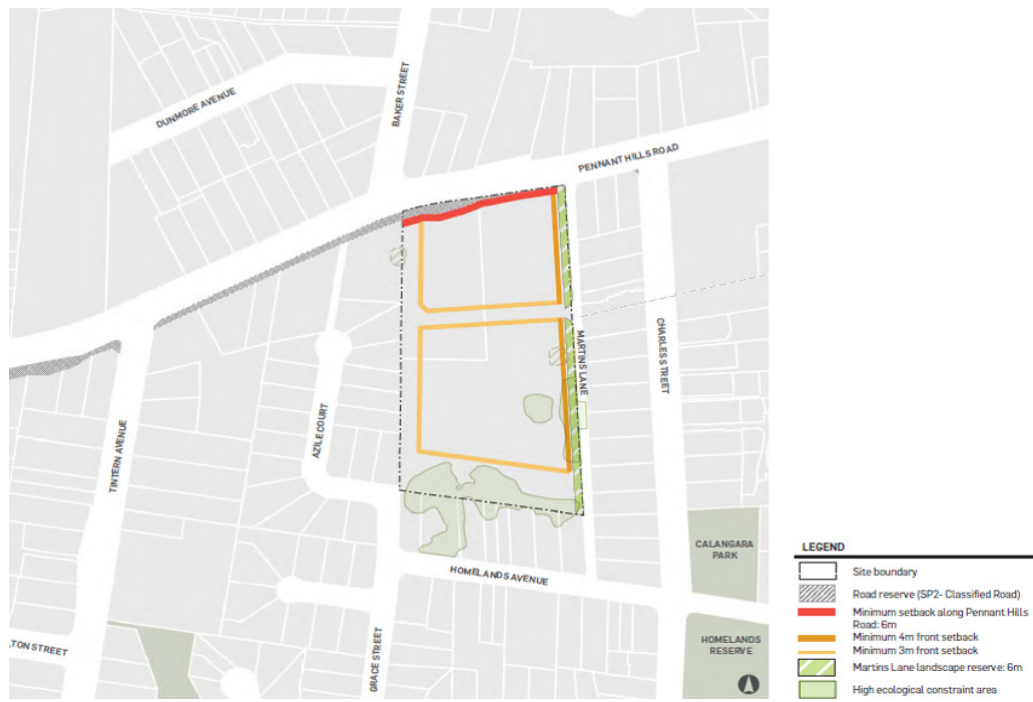 DUNMORE AVENUE
BAKER STREET
PENNANT HILLS ROAD
MARTINS LANE
CHARLES STREET
AZILE COURT
TINTERN AVENUE
CALANGARA
PARK
HOMELANDS AVENUE
HOMELANDS
RESERVE
LTON STREET
GRACE STREET
LEGEND
Site boundary
Road reserve (SP2- Classified Road)
Minimum setback along Pennant Hills
Road: 6m
Minimum 4m front setback
Minimum 3m front setback
Martins Lane landscape reserve: 6m
High ecological constraint area